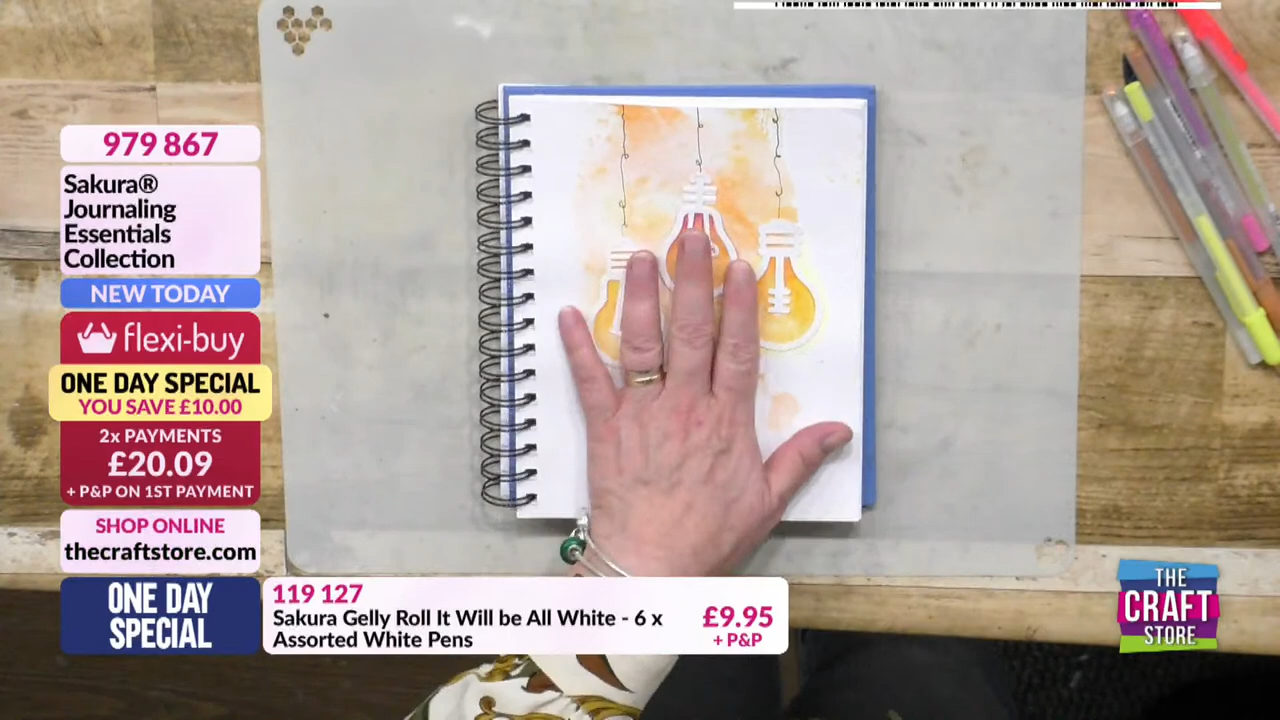 979 867
Sakura®
Journaling
Essentials
Collection
NEW TODAY
flexi-buy
ONE DAY SPECIAL
YOU SAVE £10.00
2x PAYMENTS
£20.09
+ P&P ON 1ST PAYMENT
SHOP ONLINE
thecraftstore.com
ONE DAY
SPECIAL
119 127
Sakura Gelly Roll It Will be All White - 6 x
Assorted White Pens
£9.95
+ P&P
THE
CRAFT
STORE